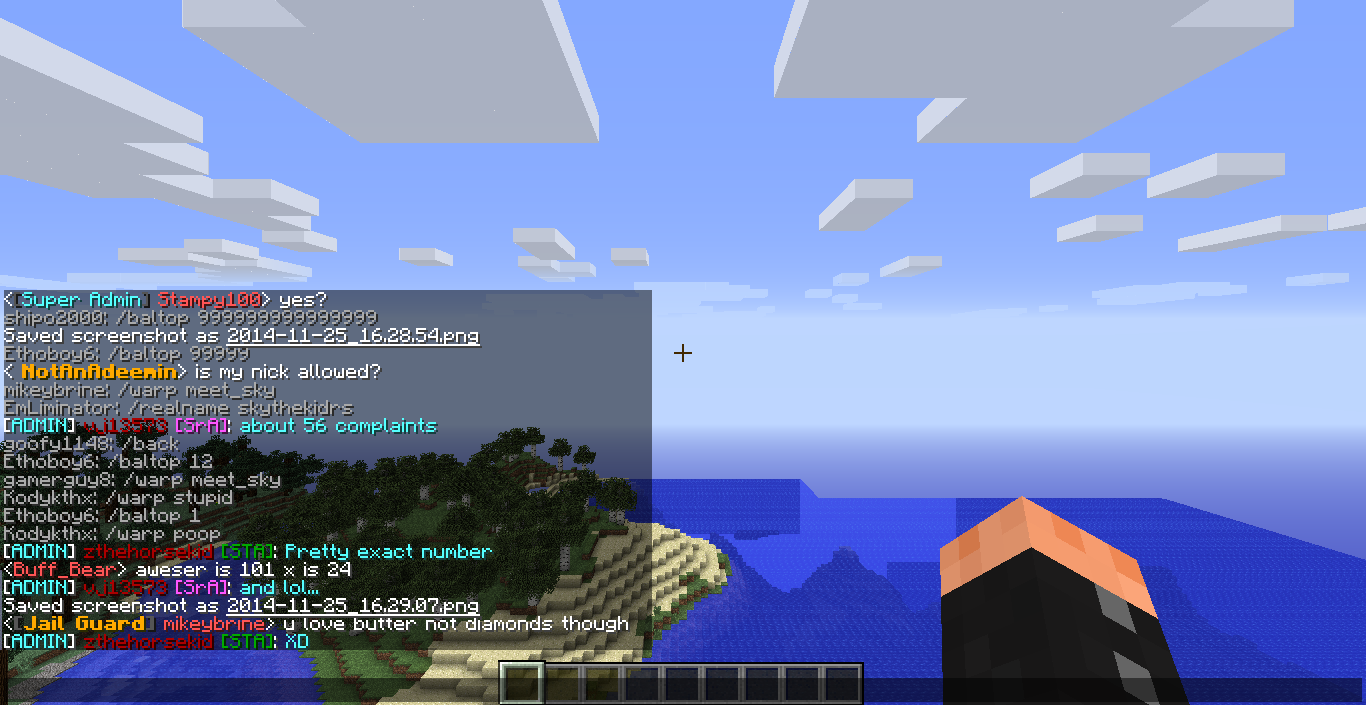 <[Super Admin] Stampy100> yes?
shipo2000: /baltop 9999999999999999
Saved screenshot as 2014-11-25_16.28.54.png
Ethoboy6: /baltop 99999
< NotAnAdeemin> is my nick allowed?
mikeybrine: /warp meet_sky
EmLiminator: /realname skythekidrs
[ADMIN] vji3573 [SrA]: about 56 complaints
goofy1148: /back
Ethoboy6: /baltop 12
gamerguy8: /warp meet_sky
Kodykthx: /warp stupid
Ethoboy6: /baltop 1
Kodykthx: /warp poop
[ADMIN] zthehorsekid [STA]: Pretty exact number
<Buff_Bear> aweser is 101 x is 24
[ADMIN] vji3573 [SrA]: and lol...
Saved screenshot as 2014-11-25_16.29.07.png
<[Jail Guard] mikeybrine> u love butter not diamonds though
[ADMIN] zthehorsekid [STA]: XD